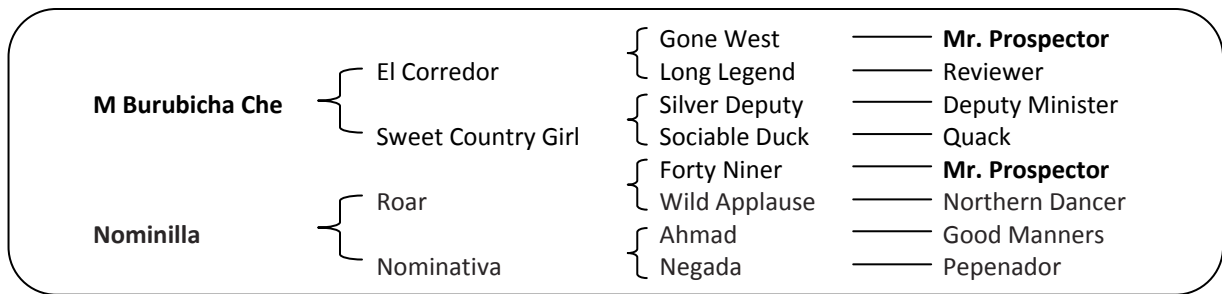 Gone West Mr. Prospector
El Corredor
Long Legend Reviewer
M Burubicha Che
Silver Deputy Deputy Minister
Sweet Country Girl
Sociable Duck Quack
Forty Niner Mr. Prospector
Roar
Wild Applause Northern Dancer
Nominilla
Ahmad Good Manners
Nominativa
Negada Pepenador